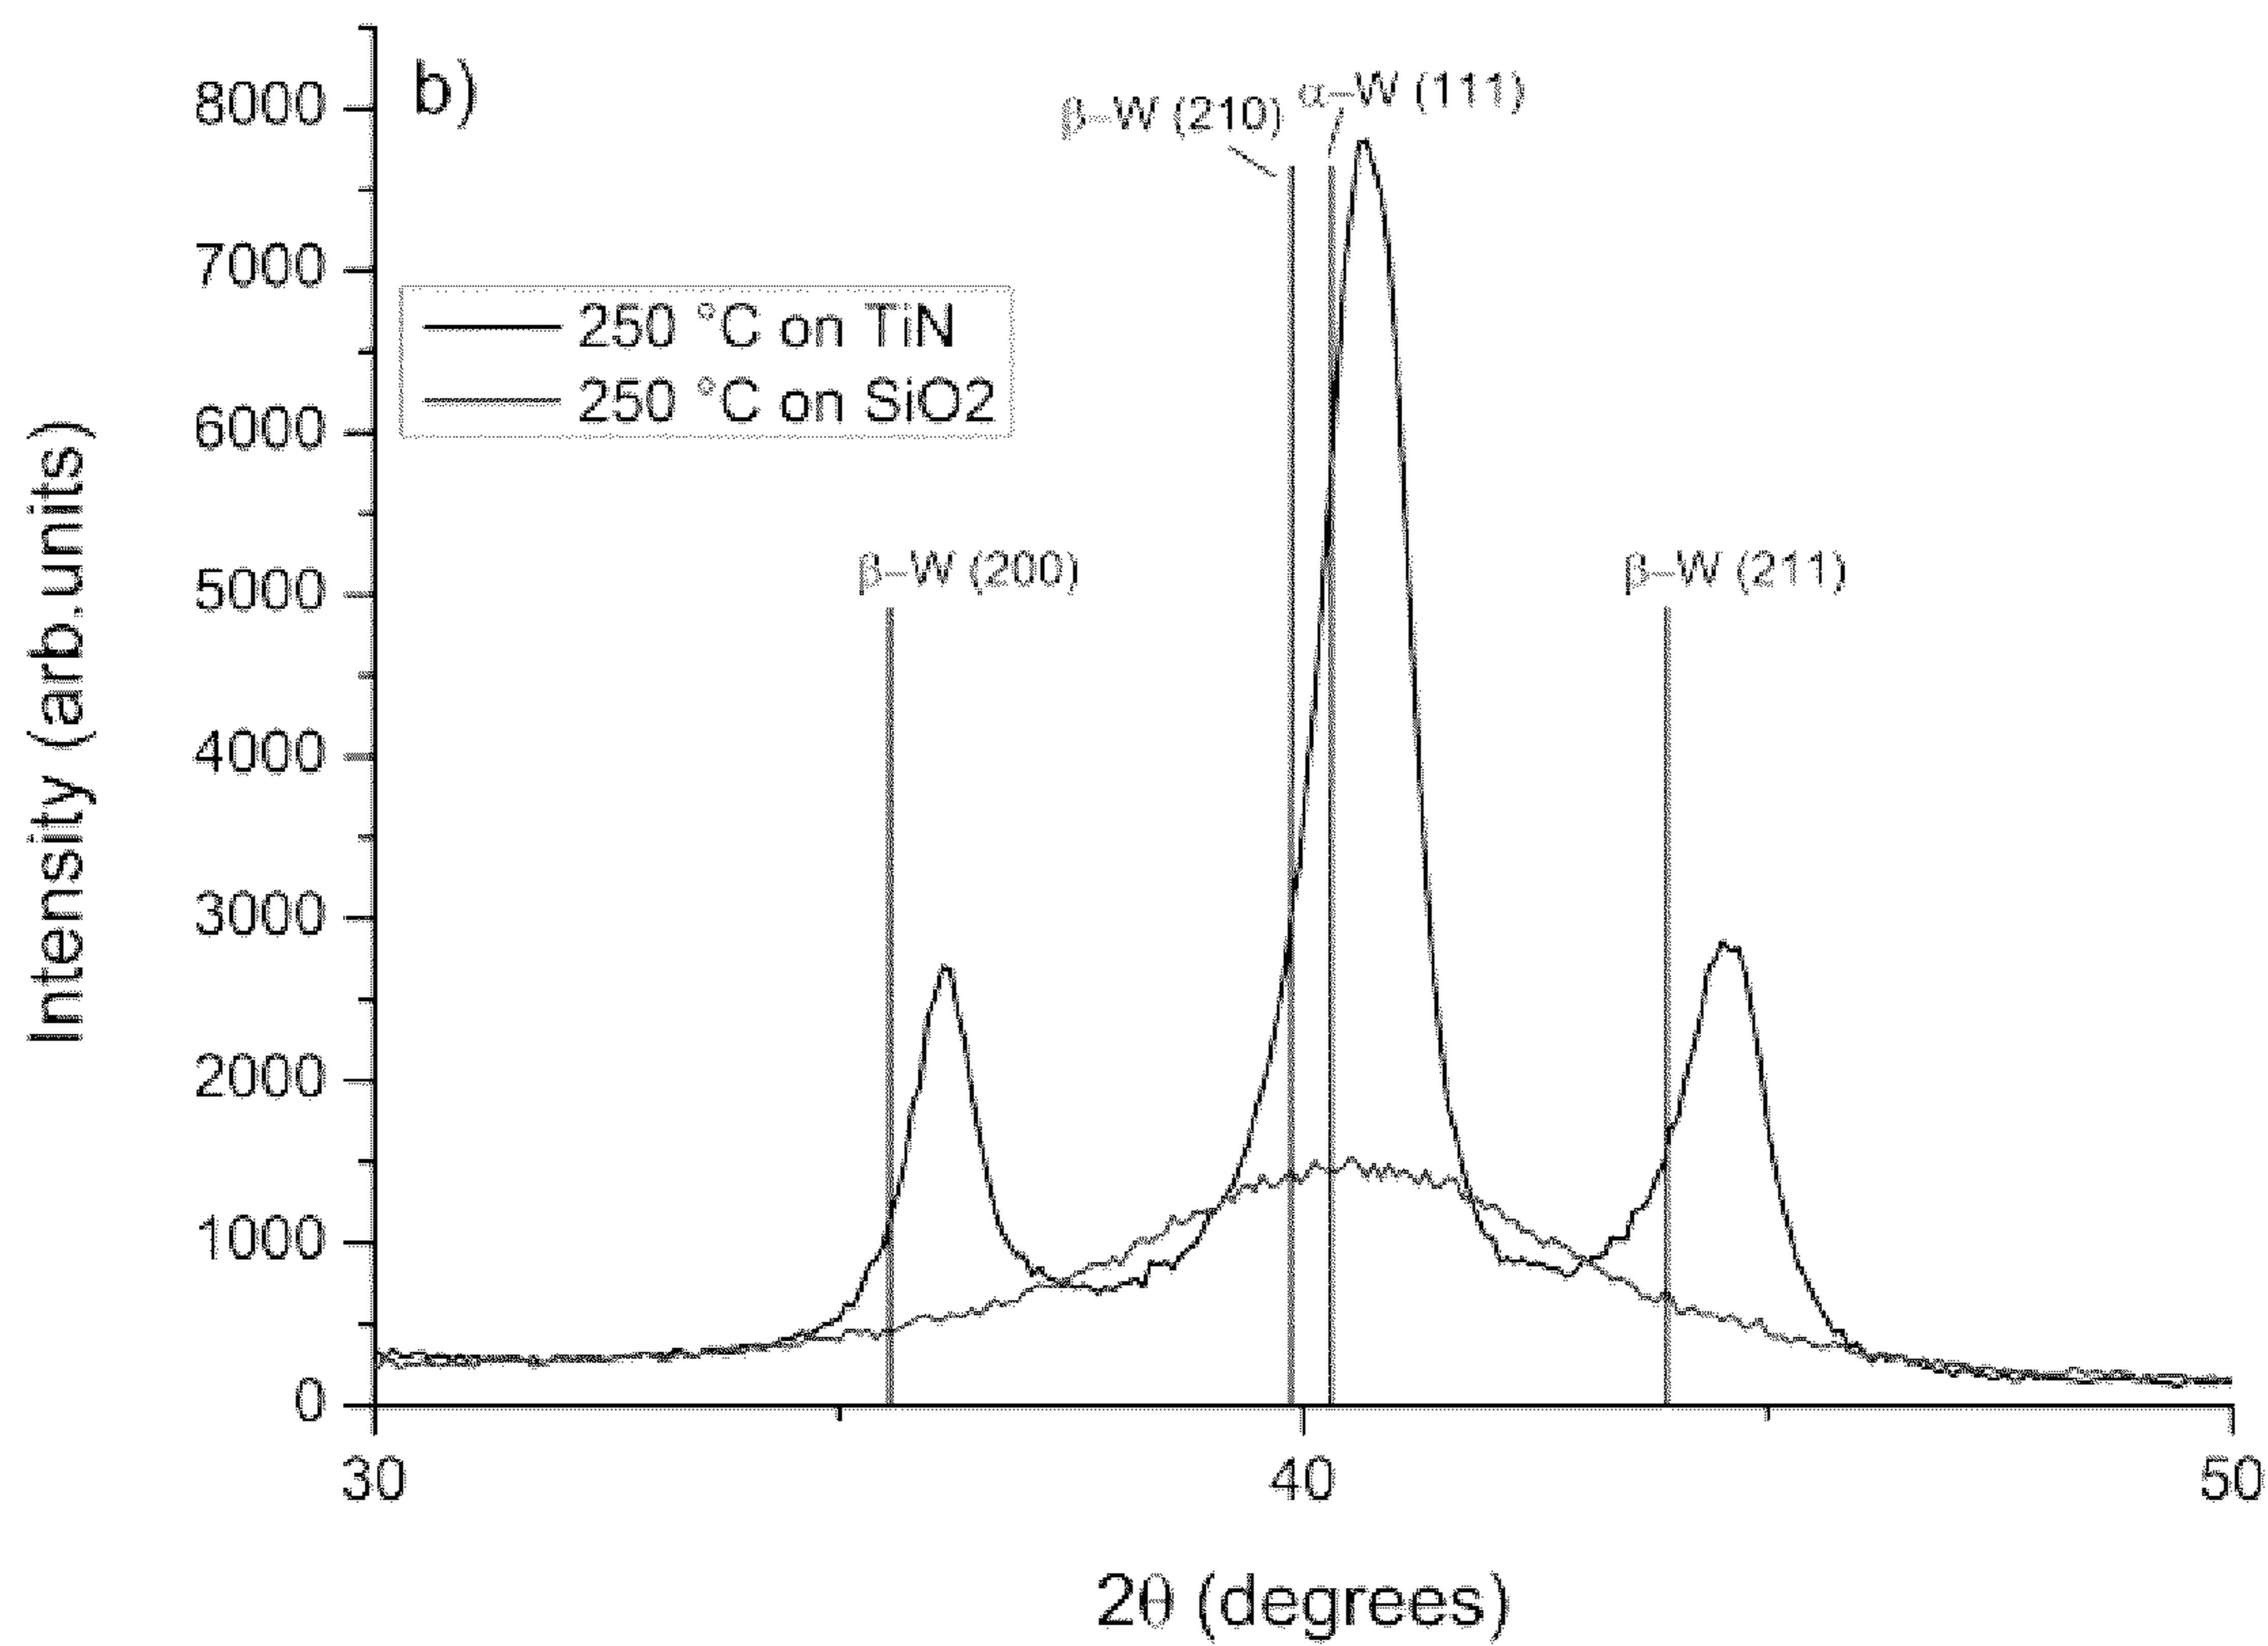 b)
β–W (210)
α–W (111)
250 °C on TiN
250 °C on SiO2
β–W (200)
β–W (211)
Intensity (arb.units)
8000
7000
6000
5000
4000
3000
2000
1000
0
30
40
50
2θ (degrees)